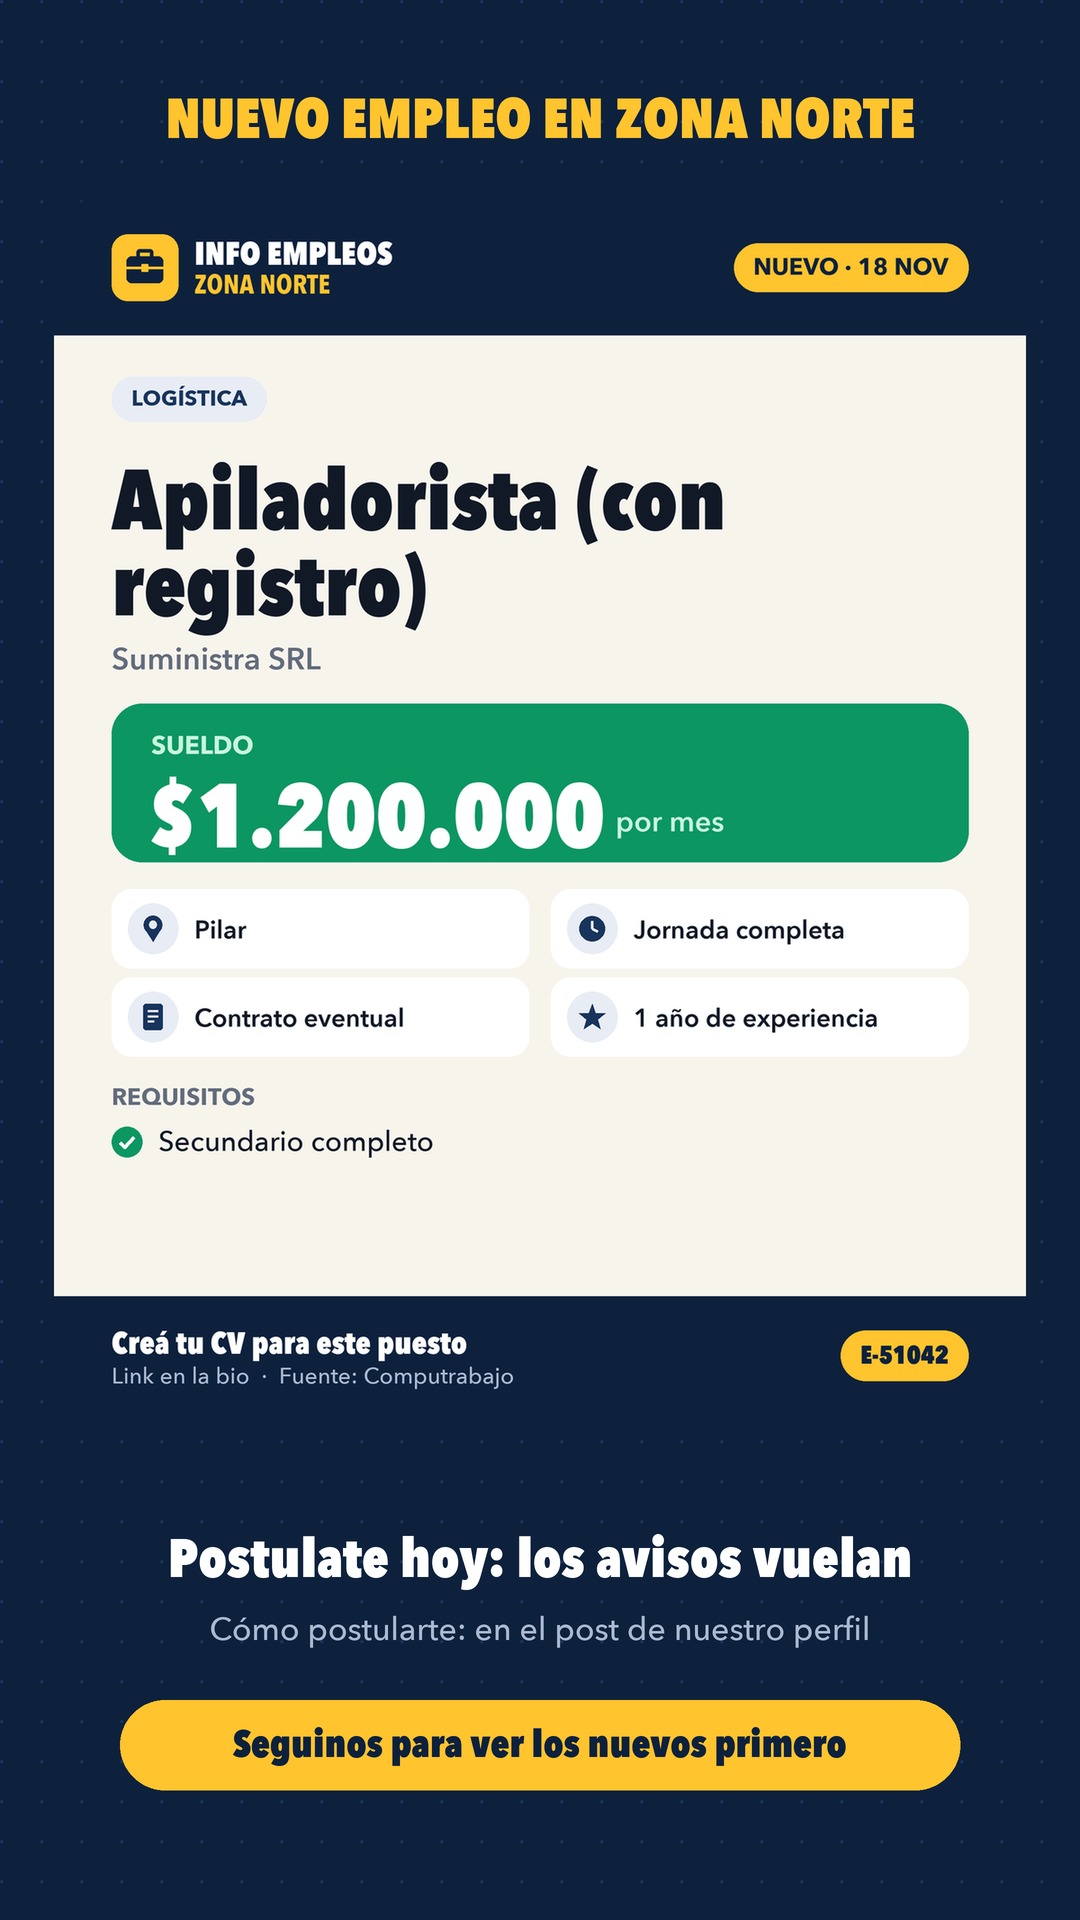 NUEVO EMPLEO EN ZONA NORTE
INFO EMPLEOS
ZONA NORTE
NUEVO · 18 NOV
LOGÍSTICA
Apiladorista (con
registro)
Suministra SRL
SUELDO
$1.200.000 por mes
Pilar
Jornada completa
Contrato eventual
1 año de experiencia
REQUISITOS
Secundario completo
Creá tu CV para este puesto
Link en la bio · Fuente: Computrabajo
E-51042
Postulate hoy: los avisos vuelan
Cómo postularte: en el post de nuestro perfil
Seguinos para ver los nuevos primero